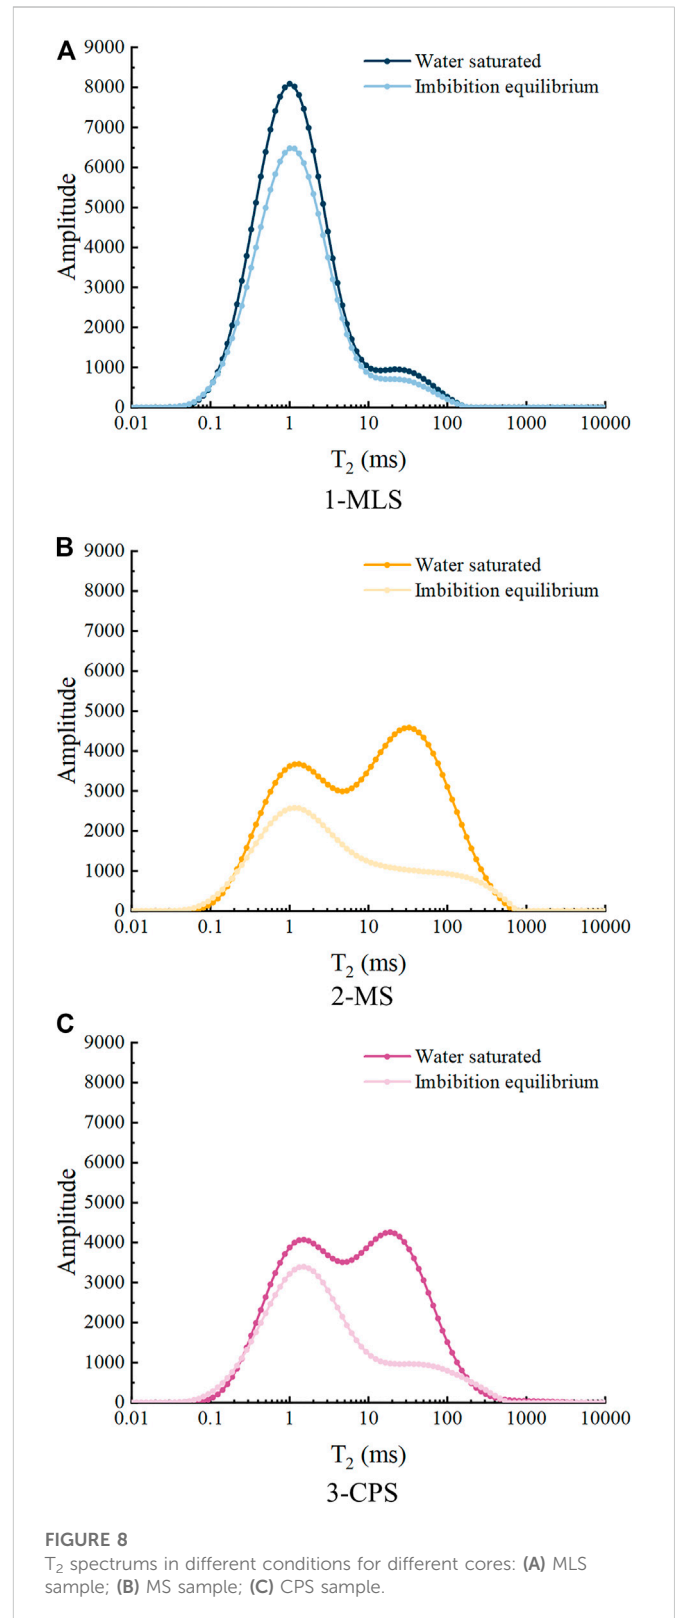 A
9000
8000
7000
6000
5000
4000
3000
2000
1000
0
Amplitude
Water saturated
Imbibition equilibrium
0.01 0.1 1 10 100 1000 10000
T₂ (ms)
1-MLS
B
9000
8000
7000
6000
5000
4000
3000
2000
1000
0
Amplitude
Water saturated
Imbibition equilibrium
0.01 0.1 1 10 100 1000 10000
T₂ (ms)
2-MS
C
9000
8000
7000
6000
5000
4000
3000
2000
1000
0
Amplitude
Water saturated
Imbibition equilibrium
0.01 0.1 1 10 100 1000 10000
T₂ (ms)
3-CPS
FIGURE 8
T₂ spectrums in different conditions for different cores: (A) MLS
sample; (B) MS sample; (C) CPS sample.